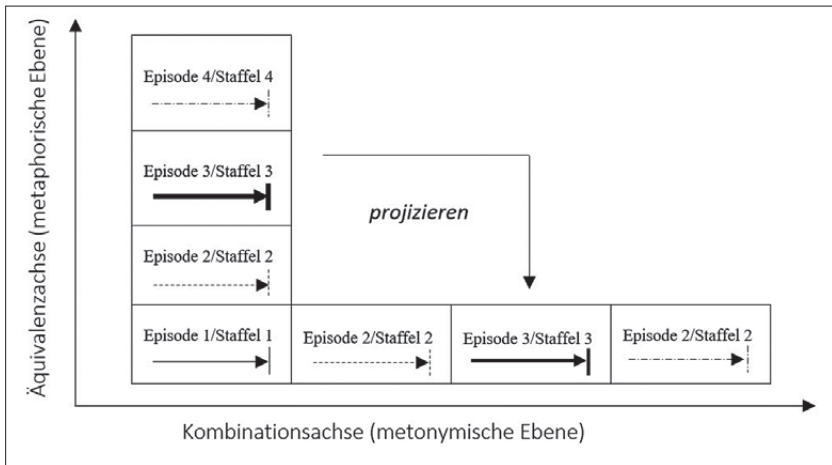 Äquivalenzachse (metaphorische Ebene)
Episode 4/Staffel 4
Episode 3/Staffel 3
projizieren
Episode 2/Staffel 2
Episode 1/Staffel 1
Episode 2/Staffel 2
Episode 3/Staffel 3
Episode 2/Staffel 2
Kombinationsachse (metonymische Ebene)